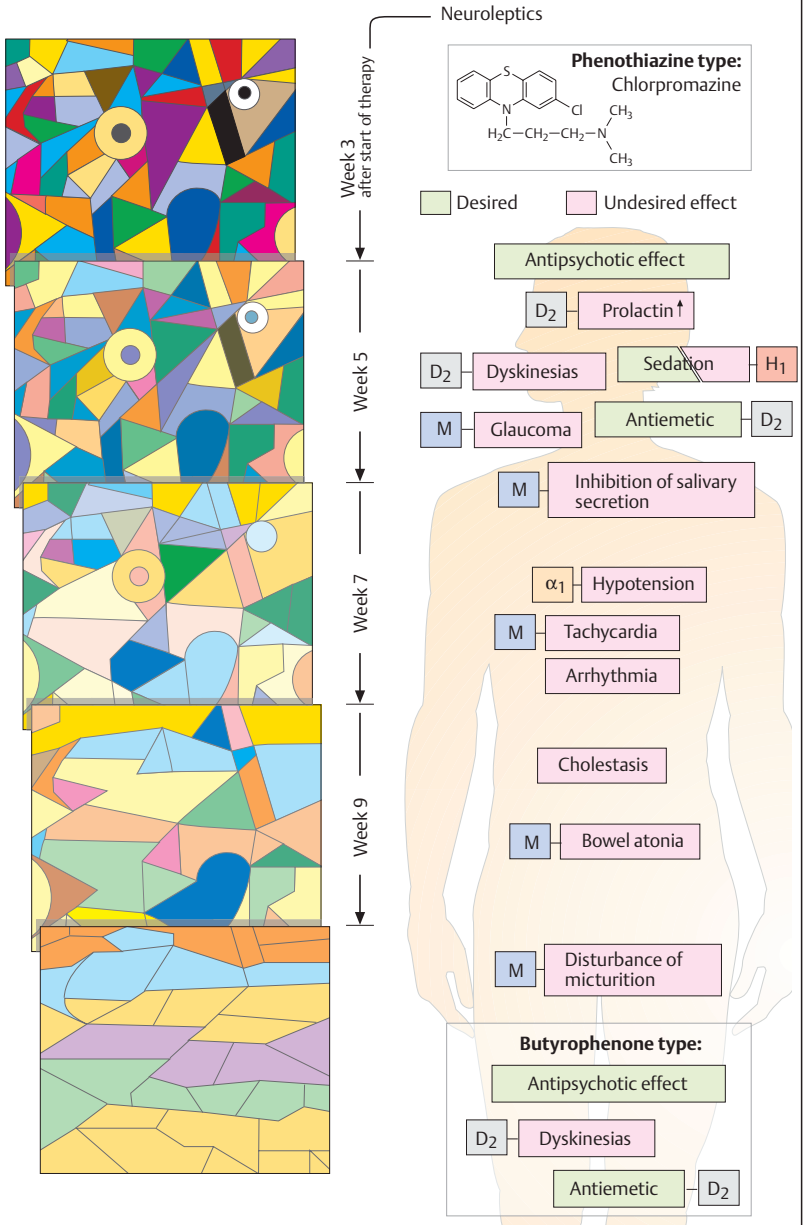 Neuroleptics
Week 3
after start of therapy
Week 5
Week 7
Week 9
Phenothiazine type:
Chlorpromazine
S
N
Cl
H₂C—CH₂—CH₂—N
CH₃
CH₃
Desired
Undesired effect
Antipsychotic effect
D₂ Prolactin↑
D₂ Dyskinesias
Sedation H₁
M Glaucoma
Antiemetic D₂
M Inhibition of salivary
secretion
α₁ Hypotension
M Tachycardia
Arrhythmia
Cholestasis
M Bowel atonia
M Disturbance of
micturition
Butyrophenone type:
Antipsychotic effect
D₂ Dyskinesias
Antiemetic D₂